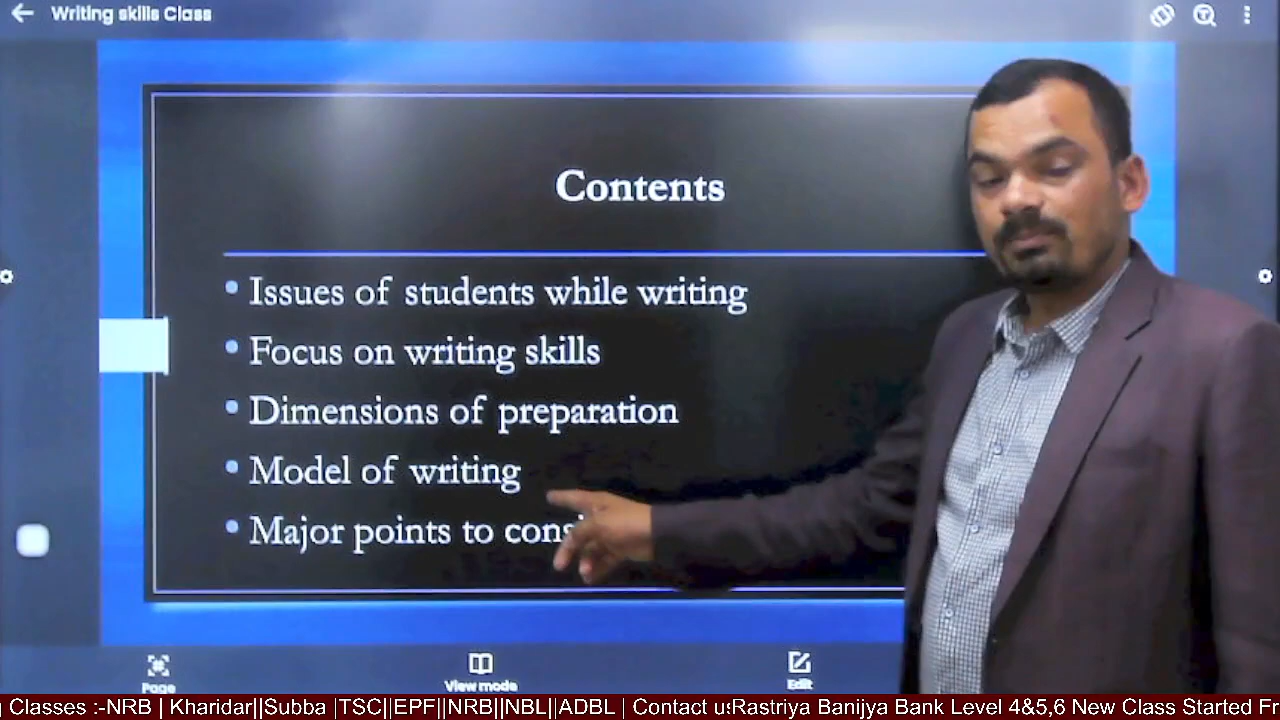 Writing skills Class
Contents
• Issues of students while writing
• Focus on writing skills
• Dimensions of preparation
• Model of writing
• Major points to
Page
View mode
Edit
Classes :-NRB | Kharidar||Subba |TSC||EPF||NRB||NBL||ADBL | Contact us:Rastriya Banijya Bank Level 4&5,6 New Class Started